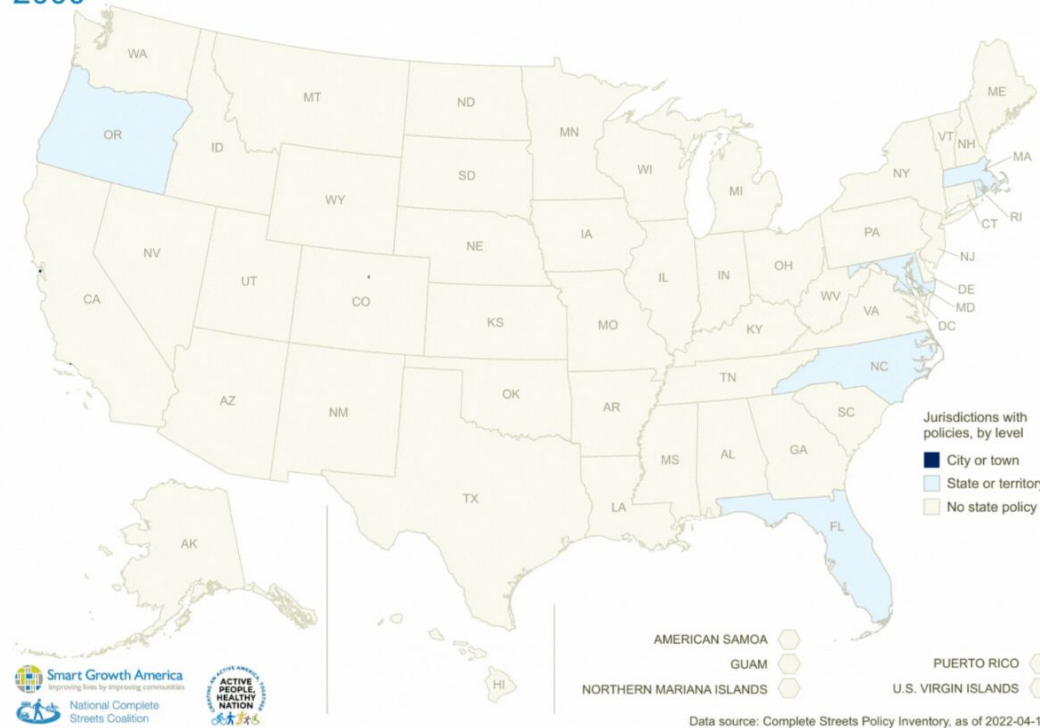 WA
MT
ND
OR
ID
MN
ME
VT
NH
SD
WI
NY
MA
WY
MI
RI
CT
IA
PA
NE
NJ
NV
IL
IN
OH
UT
DE
CA
CO
WV
MD
VA
DC
KS
MO
KY
NC
TN
OK
AZ
NM
AR
SC
MS
AL
GA
TX
LA
FL
AK
HI
Jurisdictions with
policies, by level
City or town
State or territory
No state policy
AMERICAN SAMOA
GUAM
NORTHERN MARIANA ISLANDS
PUERTO RICO
U.S. VIRGIN ISLANDS
Smart Growth America
Improving lives by improving communities
National Complete
Streets Coalition
CREATING AN ACTIVE AMERICA, TOGETHER
ACTIVE
PEOPLE,
HEALTHY
NATION
Data source: Complete Streets Policy Inventory, as of 2022-04-1